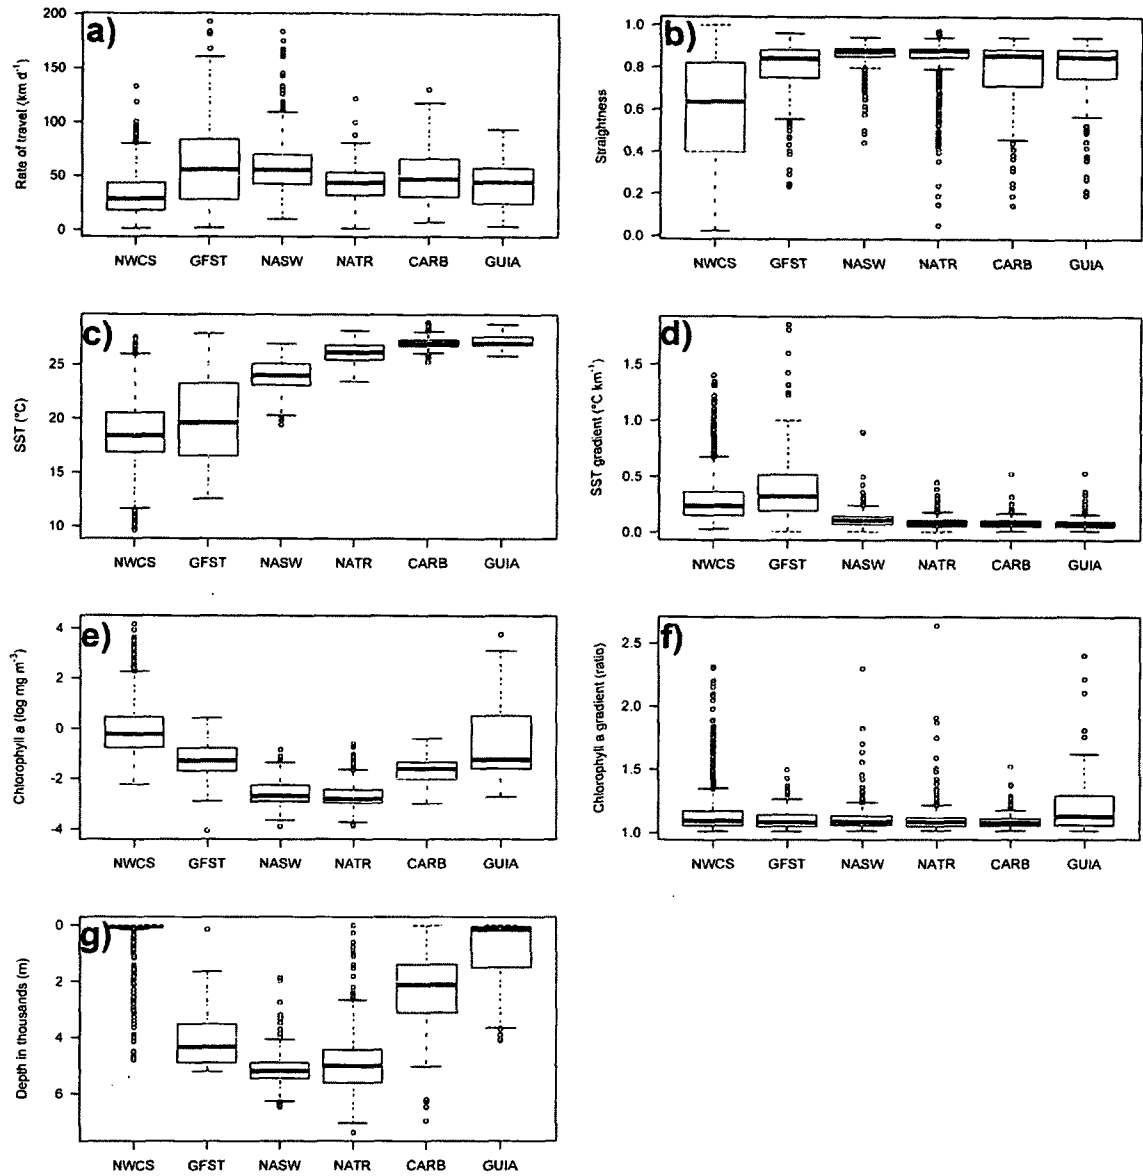 a)
Rate of travel (km d⁻¹)
200
150
100
50
0
NWCS GFST NASW NATR CARB GUIA
b)
Straightness
1.0
0.8
0.6
0.4
0.2
0.0
NWCS GFST NASW NATR CARB GUIA
c)
SST (°C)
25
20
15
10
NWCS GFST NASW NATR CARB GUIA
d)
SST gradient (°C km⁻¹)
1.5
1.0
0.5
0.0
NWCS GFST NASW NATR CARB GUIA
e)
Chlorophyll a (log mg m⁻³)
4
2
0
-2
-4
NWCS GFST NASW NATR CARB GUIA
f)
Chlorophyll a gradient (ratio)
2.5
2.0
1.5
1.0
NWCS GFST NASW NATR CARB GUIA
g)
Depth in thousands (m)
0
2
4
6
NWCS GFST NASW NATR CARB GUIA